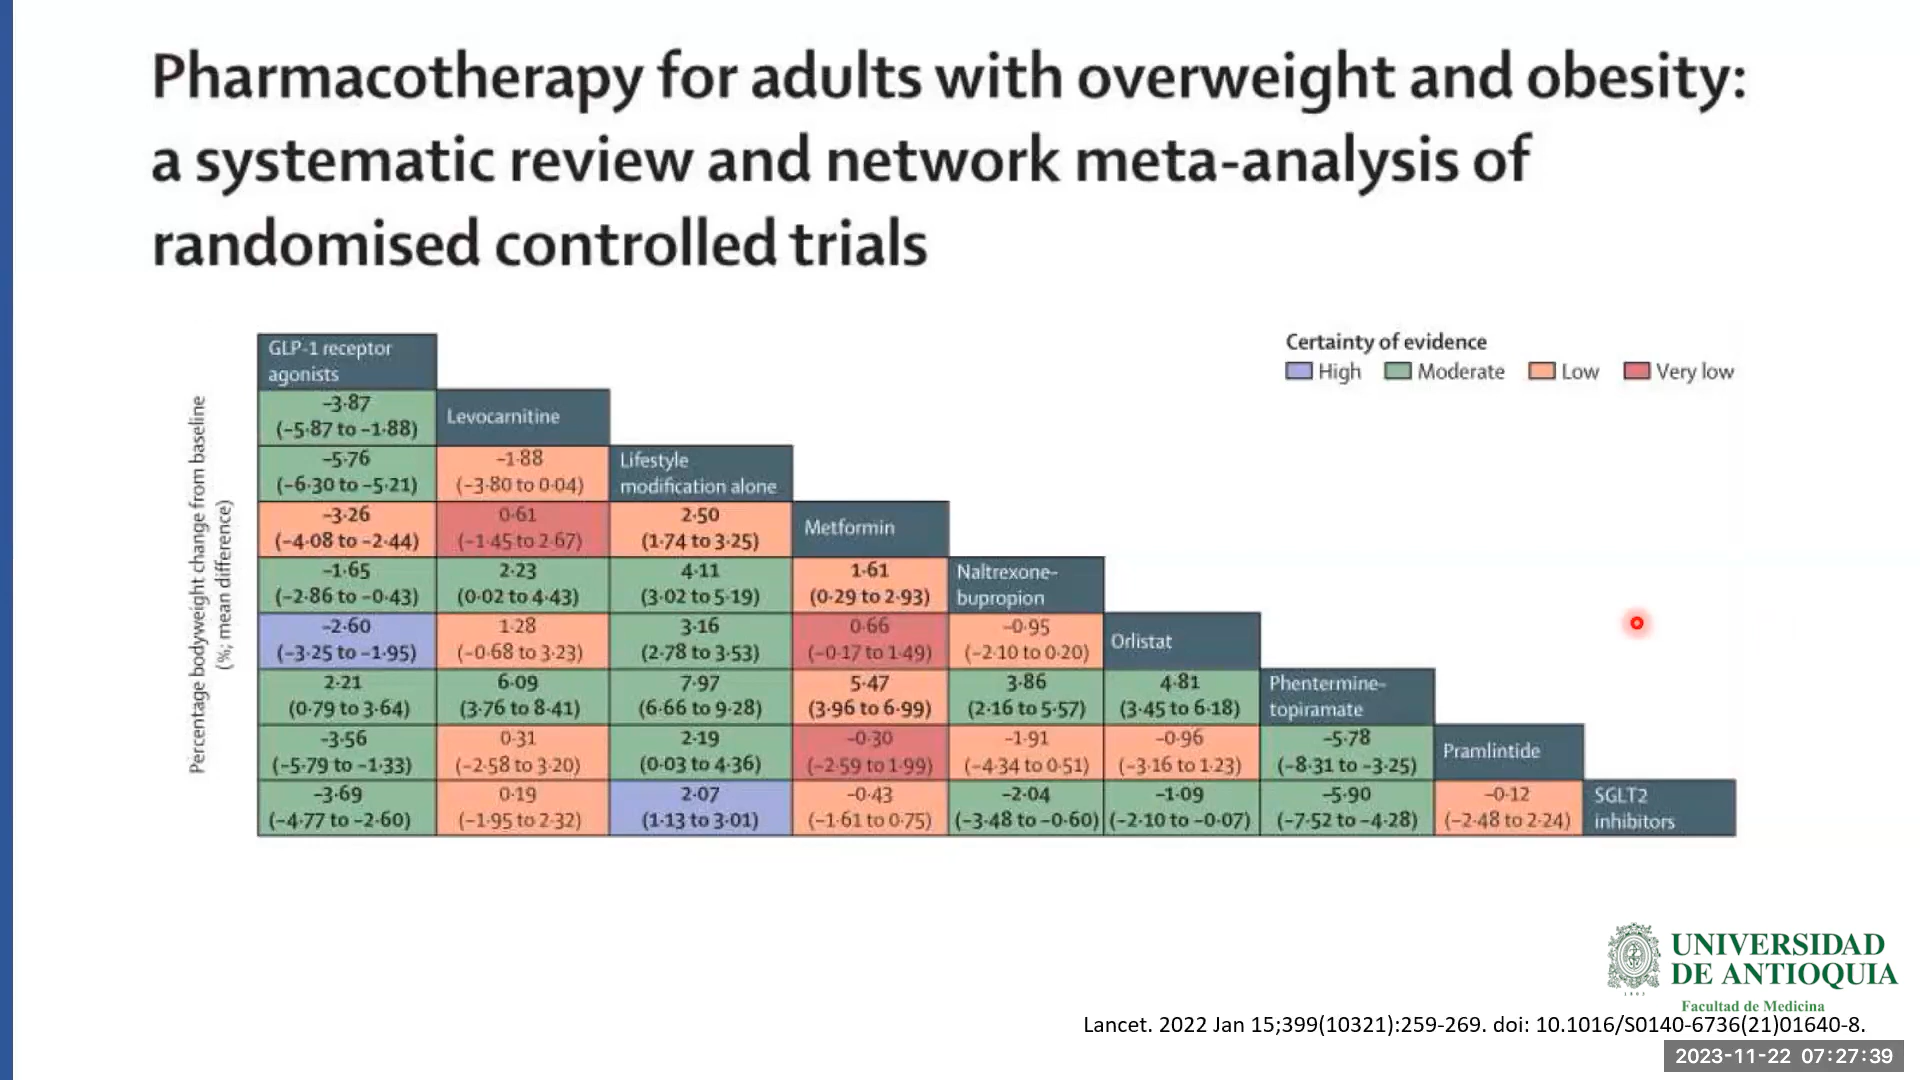 Pharmacotherapy for adults with overweight and obesity:
a systematic review and network meta-analysis of
randomised controlled trials
Certainty of evidence
High Moderate Low Very low
Percentage bodyweight change from baseline
(%; mean difference)
GLP-1 receptor
agonists
–3·87
(–5·87 to –1·88)
Levocarnitine
–5·76
(–6·30 to –5·21)
–1·88
(–3·80 to 0·04)
Lifestyle
modification alone
–3·26
(–4·08 to –2·44)
0·61
(–1·45 to 2·67)
2·50
(1·74 to 3·25)
Metformin
–1·65
(–2·86 to –0·43)
2·23
(0·02 to 4·43)
4·11
(3·02 to 5·19)
1·61
(0·29 to 2·93)
Naltrexone-
bupropion
–2·60
(–3·25 to –1·95)
1·28
(–0·68 to 3·23)
3·16
(2·78 to 3·53)
0·66
(–0·17 to 1·49)
–0·95
(–2·10 to 0·20)
Orlistat
2·21
(0·79 to 3·64)
6·09
(3·76 to 8·41)
7·97
(6·66 to 9·28)
5·47
(3·96 to 6·99)
3·86
(2·16 to 5·57)
4·81
(3·45 to 6·18)
Phentermine-
topiramate
–3·56
(–5·79 to –1·33)
0·31
(–2·58 to 3·20)
2·19
(0·03 to 4·36)
–0·30
(–2·59 to 1·99)
–1·91
(–4·34 to 0·51)
–0·96
(–3·16 to 1·23)
–5·78
(–8·31 to –3·25)
Pramlintide
–3·69
(–4·77 to –2·60)
0·19
(–1·95 to 2·32)
2·07
(1·13 to 3·01)
–0·43
(–1·61 to 0·75)
–2·04
(–3·48 to –0·60)
–1·09
(–2·10 to –0·07)
–5·90
(–7·52 to –4·28)
–0·12
(–2·48 to 2·24)
SGLT2
inhibitors
UNIVERSIDAD
DE ANTIOQUIA
1803
Facultad de Medicina
Lancet. 2022 Jan 15;399(10321):259-269. doi: 10.1016/S0140-6736(21)01640-8.
2023-11-22 07:27:39